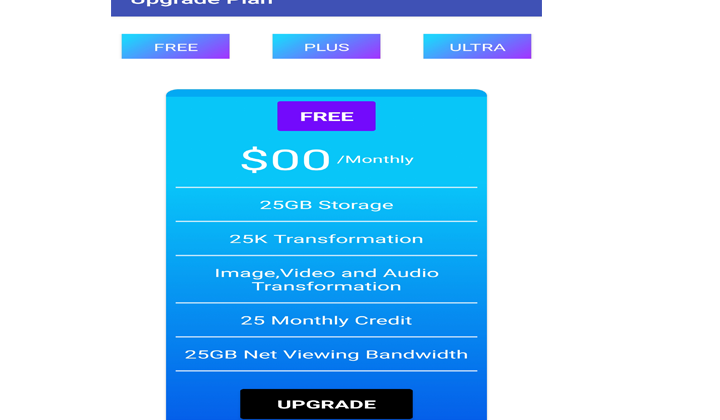 Upgrade Plan
FREE PLUS ULTRA
FREE
$00 /Monthly
25GB Storage
25K Transformation
Image,Video and Audio
Transformation
25 Monthly Credit
25GB Net Viewing Bandwidth
UPGRADE